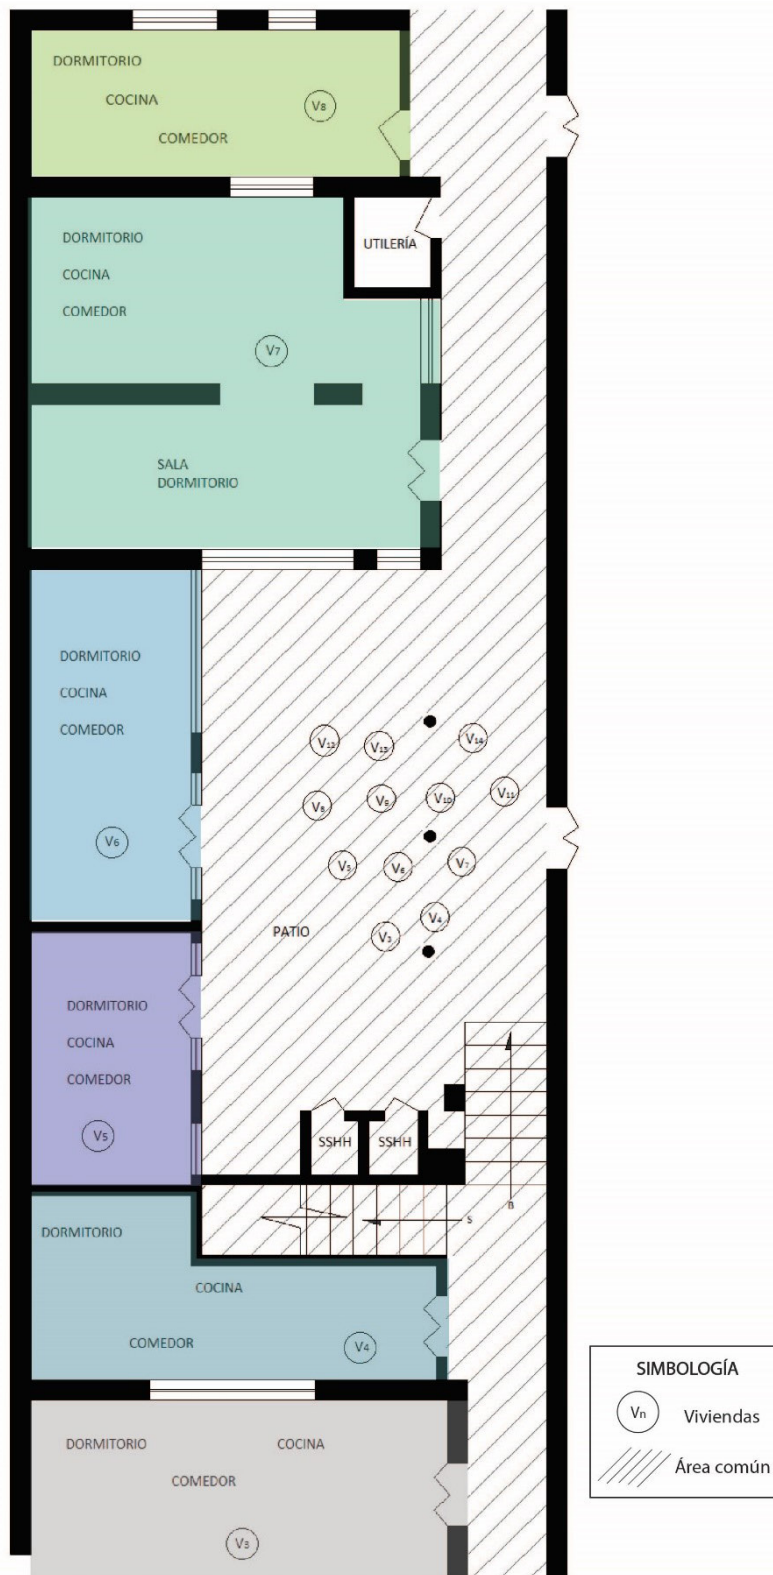 DORMITORIO
COCINA
V8
COMEDOR
DORMITORIO
UTILERÍA
COCINA
COMEDOR
V7
SALA
DORMITORIO
DORMITORIO
COCINA
COMEDOR
V12
V13
V14
V8
V9
V10
V11
V6
V5
V6
V7
PATIO
V3
V4
DORMITORIO
COCINA
COMEDOR
V5
SSHH
SSHH
B
S
DORMITORIO
COCINA
COMEDOR
V4
SIMBOLOGÍA
Vn Viviendas
Área común
DORMITORIO COCINA
COMEDOR
V3